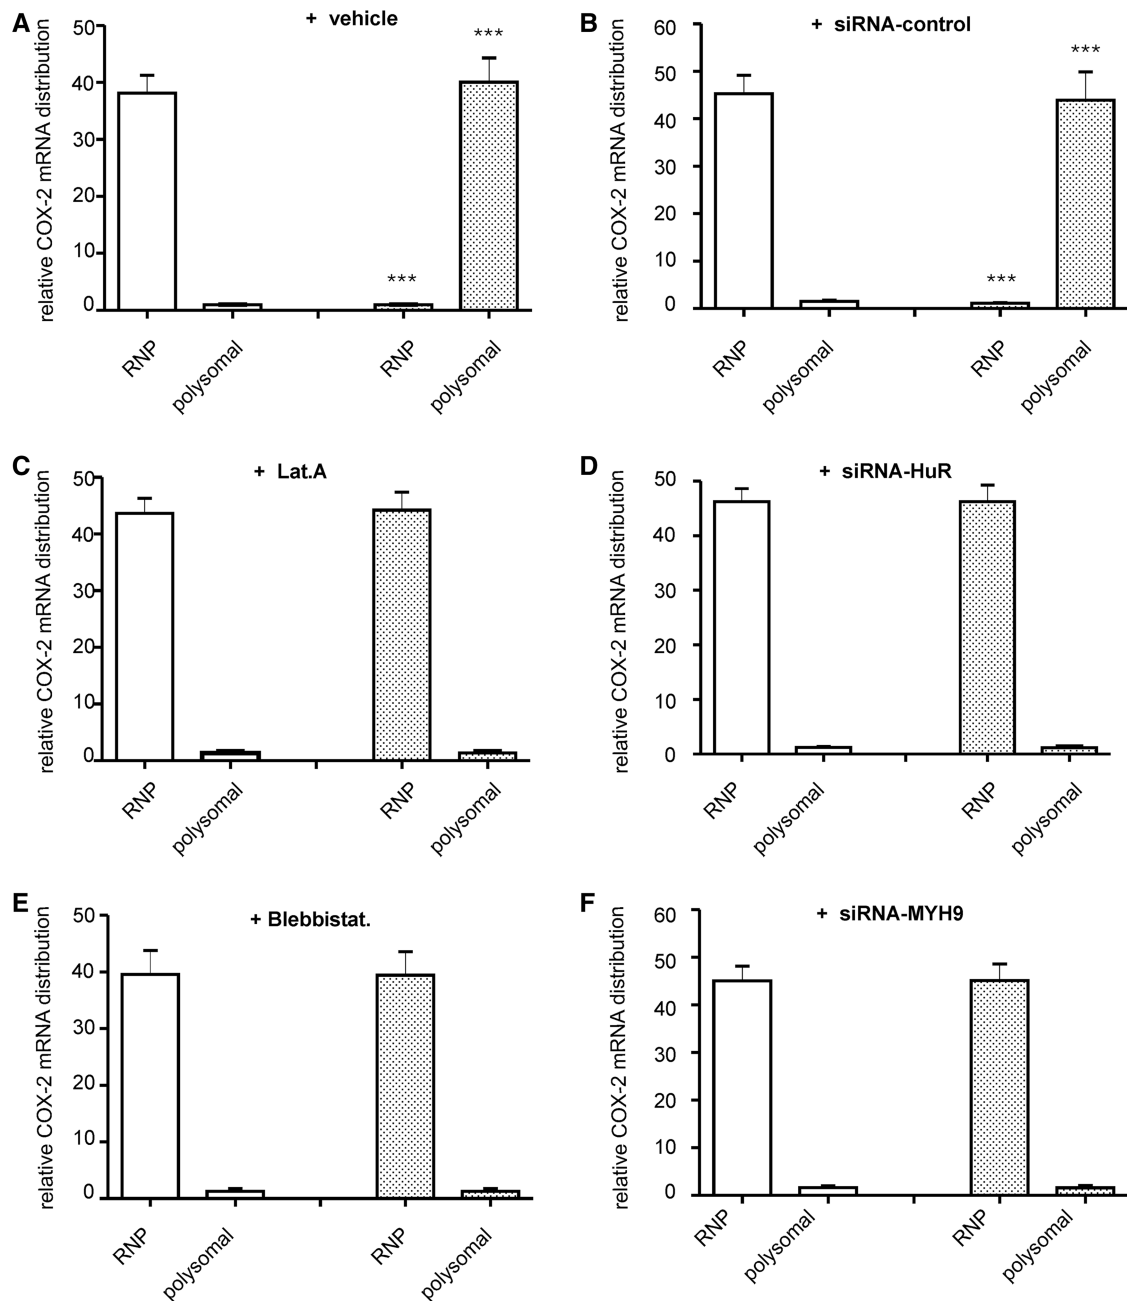 A
+ vehicle
relative COX-2 mRNA distribution
50
40
30
20
10
0
***
***
RNP
polysomal
RNP
polysomal
B
+ siRNA-control
relative COX-2 mRNA distribution
60
50
40
30
20
10
0
***
***
RNP
polysomal
RNP
polysomal
C
+ Lat.A
relative COX-2 mRNA distribution
50
40
30
20
10
0
RNP
polysomal
RNP
polysomal
D
+ siRNA-HuR
relative COX-2 mRNA distribution
50
40
30
20
10
0
RNP
polysomal
RNP
polysomal
E
+ Blebbistat.
relative COX-2 mRNA distribution
50
40
30
20
10
0
RNP
polysomal
RNP
polysomal
F
+ siRNA-MYH9
relative COX-2 mRNA distribution
60
50
40
30
20
10
0
RNP
polysomal
RNP
polysomal